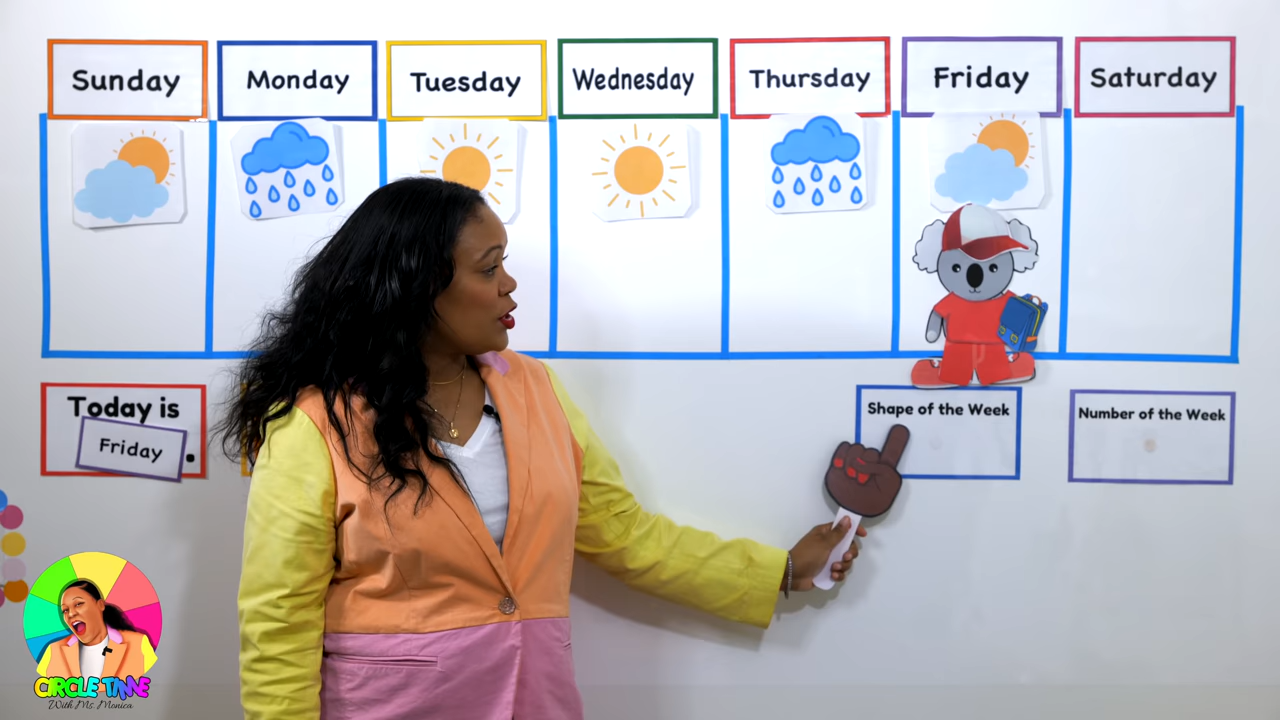 Sunday
Monday
Tuesday
Wednesday
Thursday
Friday
Saturday
Today is
Friday.
Shape of the Week
Number of the Week
CIRCLE TIME
With Ms. Monica